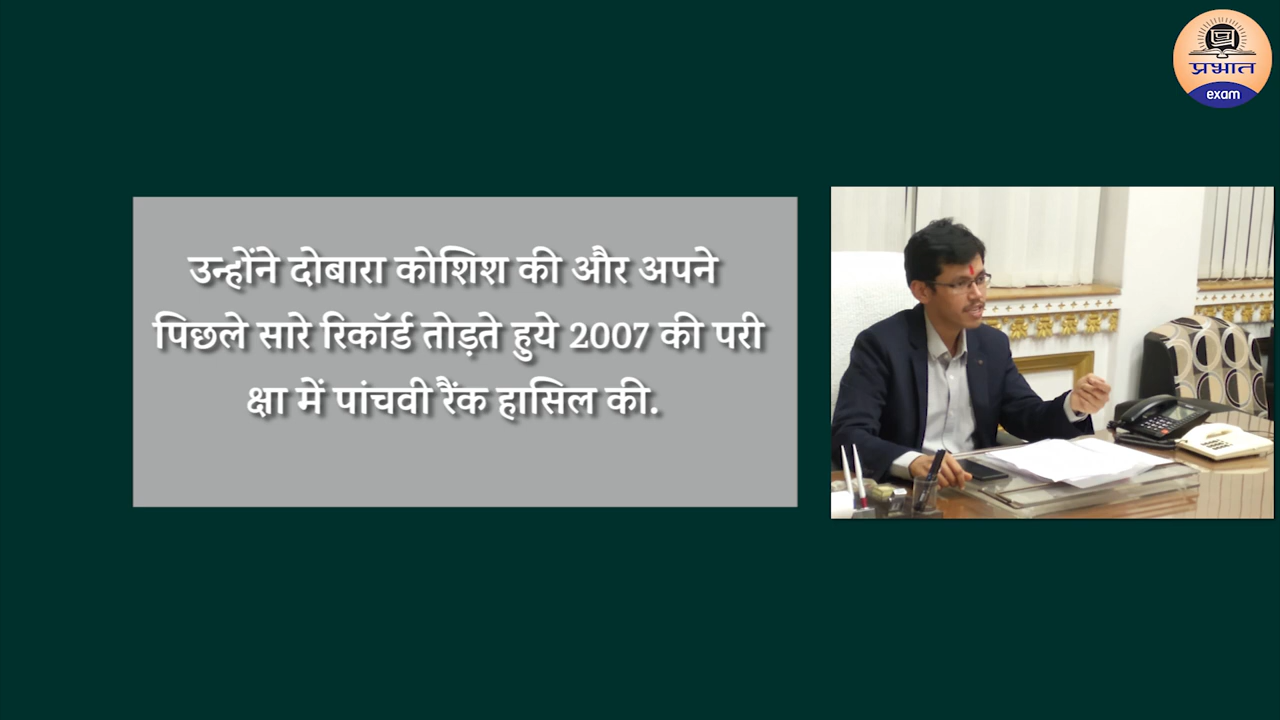 प्रभात
exam
उन्होंने दोबारा कोशिश की और अपने
पिछले सारे रिकॉर्ड तोड़ते हुये 2007 की परी
क्षा में पांचवी रैंक हासिल की.